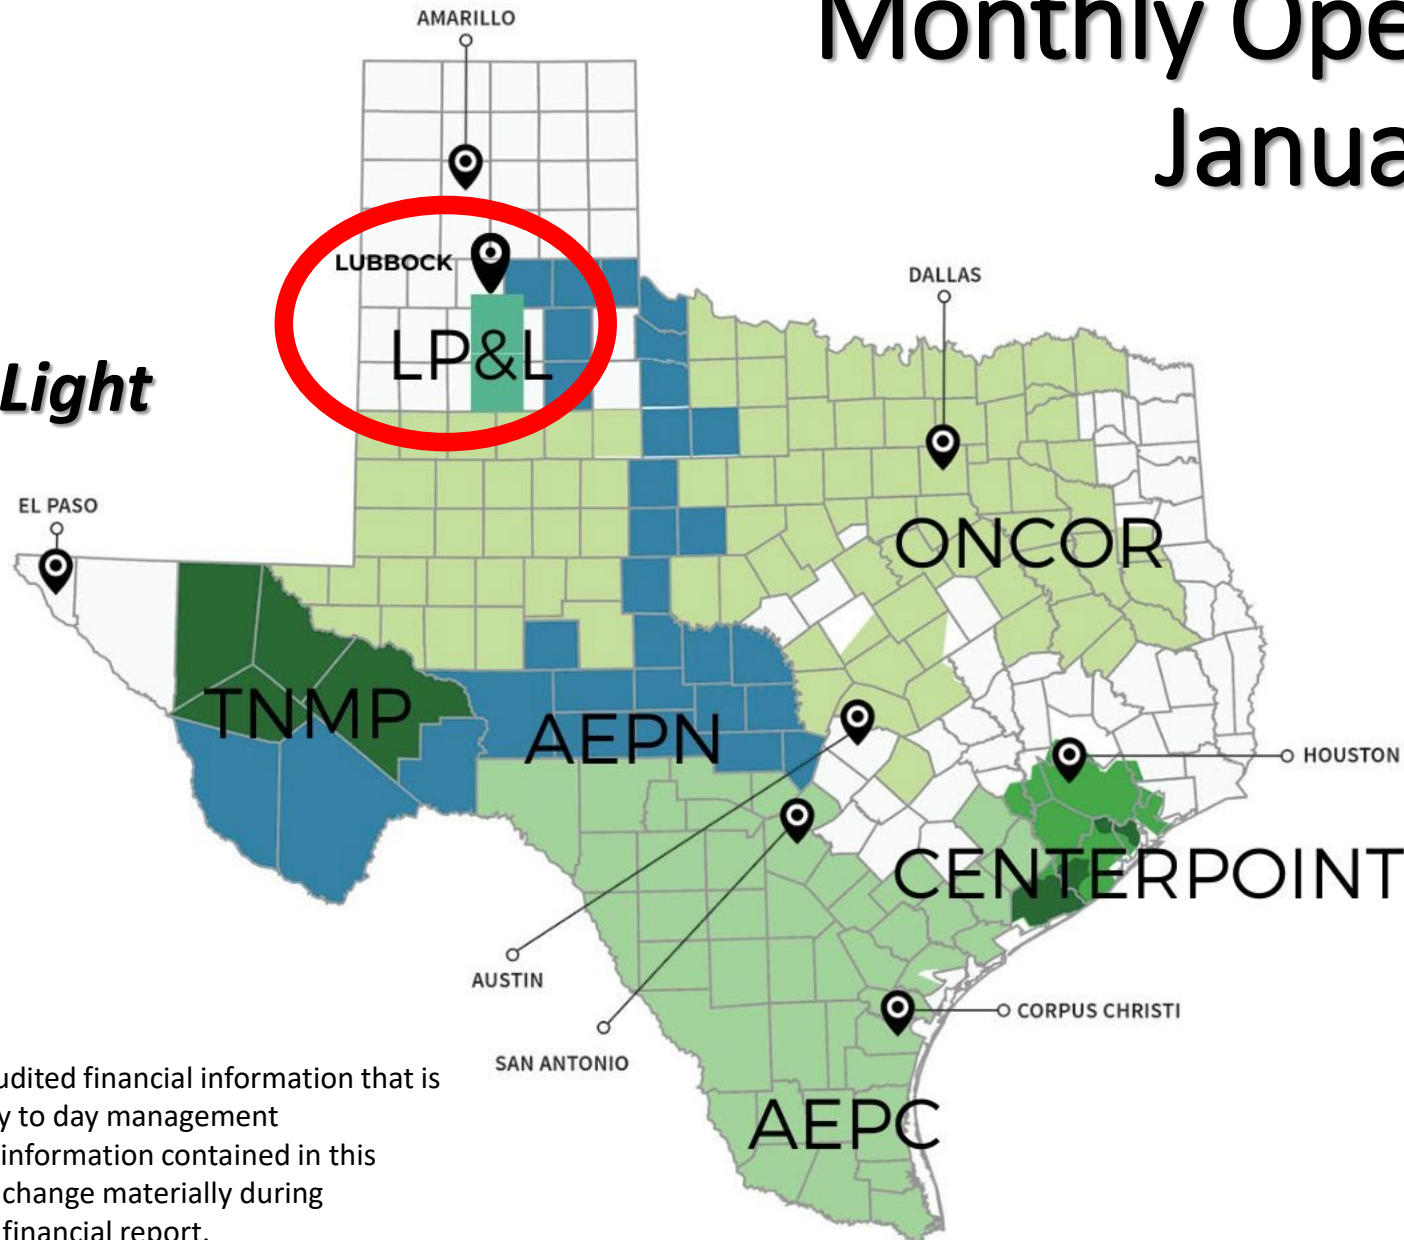 Monthly Ope
Janua
AMARILLO
LUBBOCK
DALLAS
LP&L
Light
EL PASO
ONCOR
TNMP
AEPN
HOUSTON
CENTERPOINT
AUSTIN
CORPUS CHRISTI
SAN ANTONIO
AEPC
udited financial information that is
y to day management
information contained in this
change materially during
financial report.